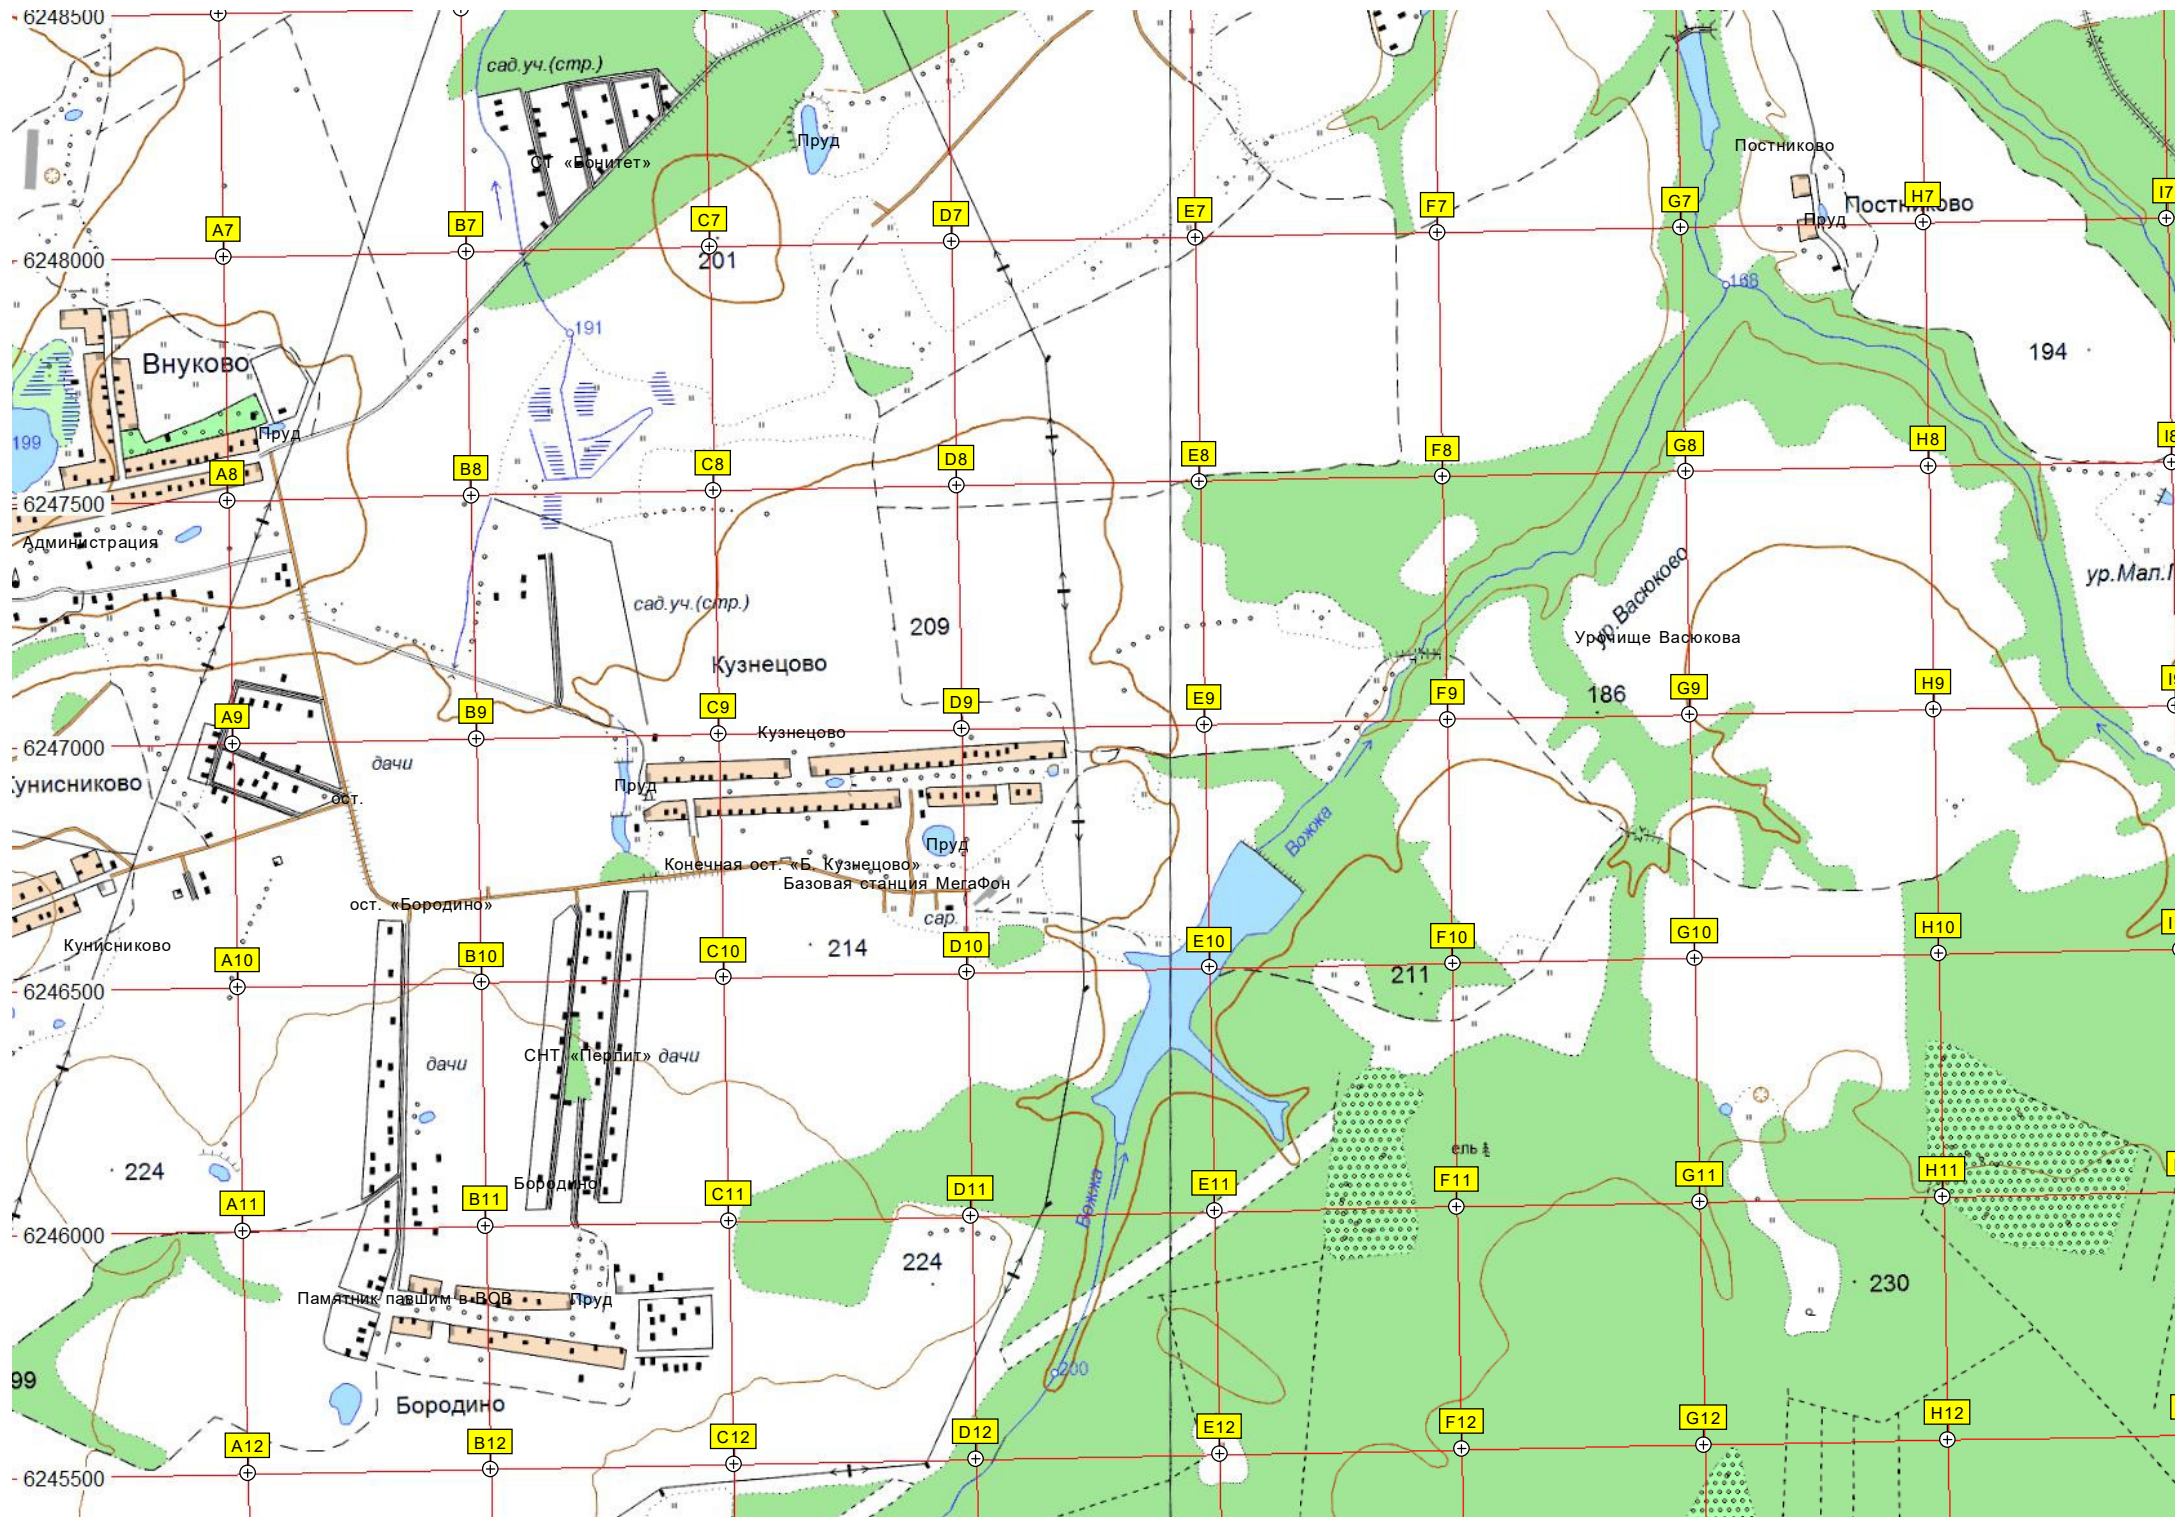 6248500
сад.уч.(стр.)
Пруд
СТ «Бонитет»
Постниково
A7
B7
C7
D7
E7
F7
G7
H7
I7
Постниково
Пруд
6248000
201
168
191
194
Внуково
199
Пруд
A8
B8
C8
D8
E8
F8
G8
H8
I8
6247500
Администрация
ур.Васюково
сад.уч.(стр.)
209
Урочище Васюкова
Кузнецово
186
A9
B9
C9
D9
E9
F9
G9
H9
6247000
Кузнецово
дачи
унисниково
ост.
Пруд
Вожжа
Пруд
Конечная ост. «Б. Кузнецово»
Базовая станция МегаФон
ост. «Бородино»
сар.
Кунисниково
214
A10
B10
C10
D10
E10
F10
G10
H10
211
6246500
дачи
СНТ «Перлит»
дачи
ель
224
Бородино
Вожжа
A11
B11
C11
D11
E11
F11
G11
H11
6246000
224
230
Памятник павшим в ВОВ
Пруд
200
99
Бородино
A12
B12
C12
D12
E12
F12
G12
H12
6245500